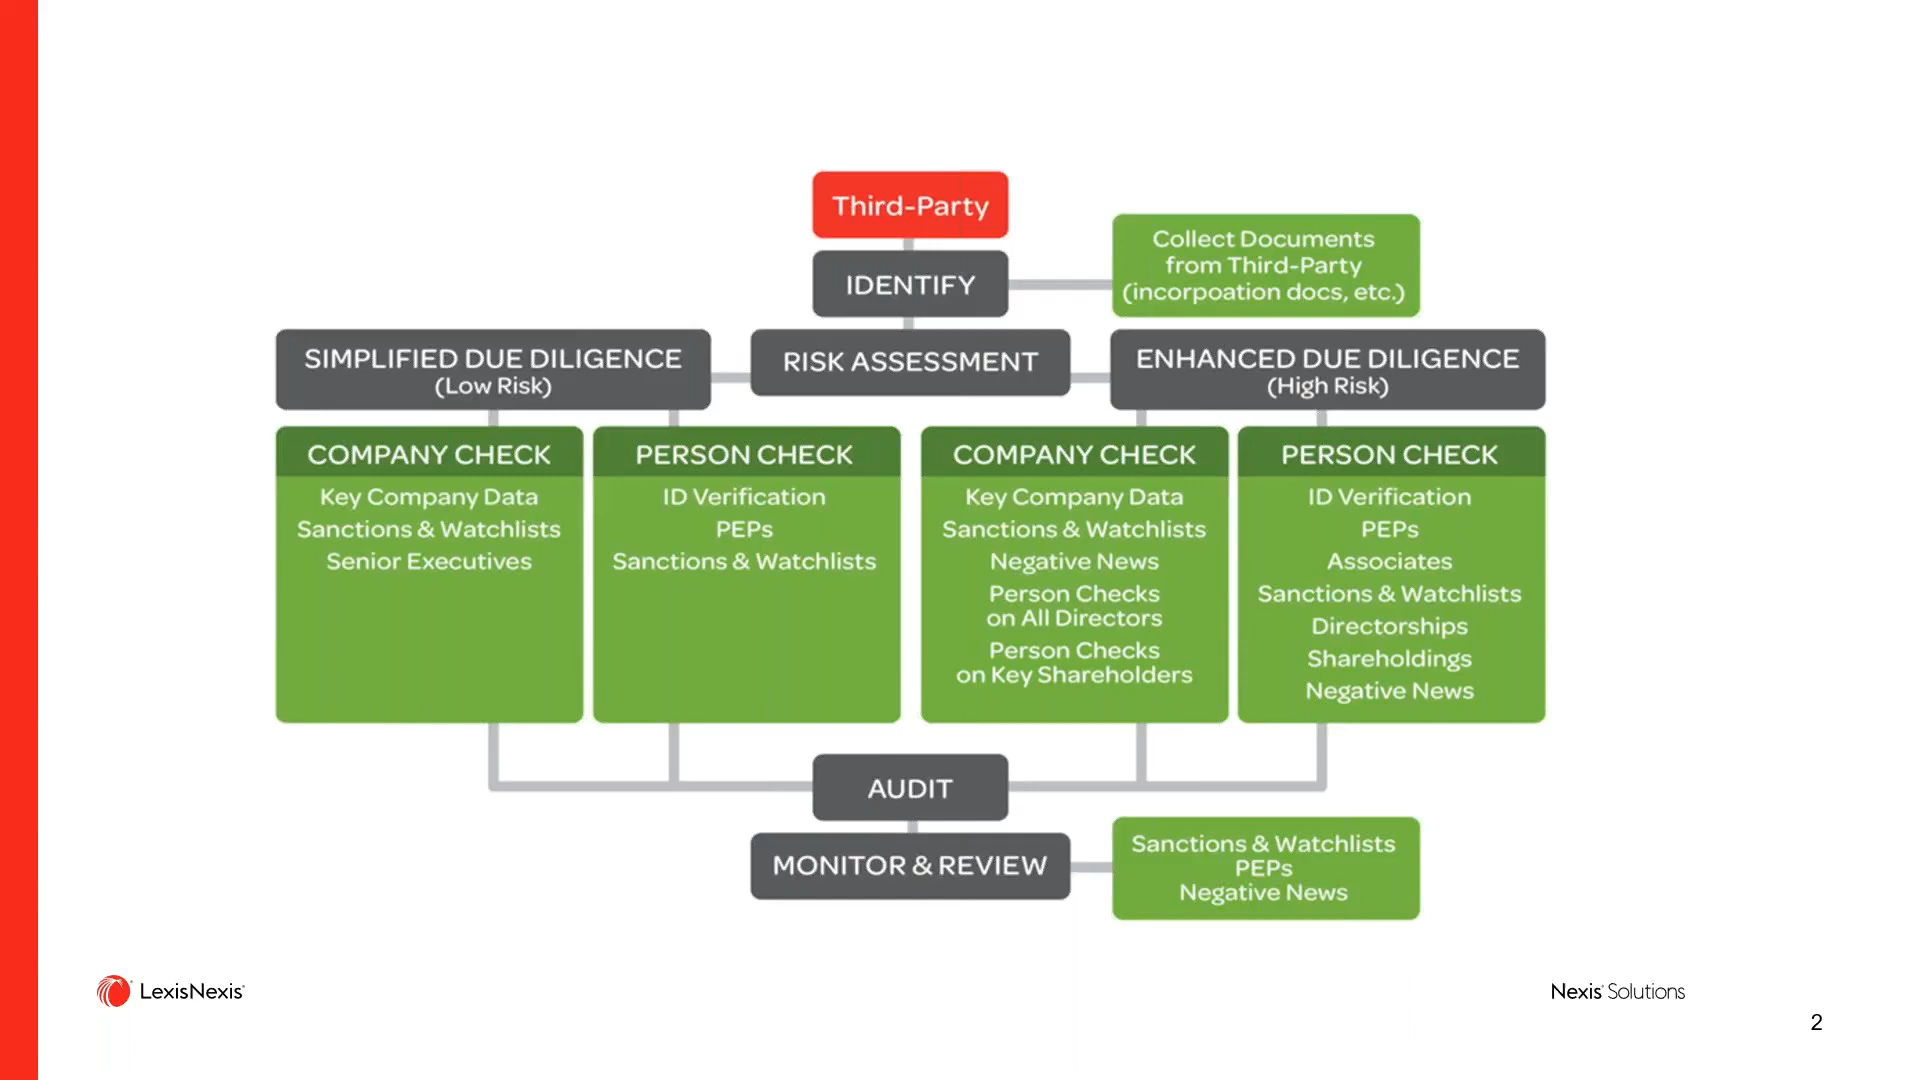 Third-Party
IDENTIFY
Collect Documents
from Third-Party
(incorpoation docs, etc.)
SIMPLIFIED DUE DILIGENCE
(Low Risk)
RISK ASSESSMENT
ENHANCED DUE DILIGENCE
(High Risk)
COMPANY CHECK
Key Company Data
Sanctions & Watchlists
Senior Executives
PERSON CHECK
ID Verification
PEPs
Sanctions & Watchlists
COMPANY CHECK
Key Company Data
Sanctions & Watchlists
Negative News
Person Checks
on All Directors
Person Checks
on Key Shareholders
PERSON CHECK
ID Verification
PEPs
Associates
Sanctions & Watchlists
Directorships
Shareholdings
Negative News
AUDIT
MONITOR & REVIEW
Sanctions & Watchlists
PEPs
Negative News
LexisNexis®
Nexis® Solutions
2